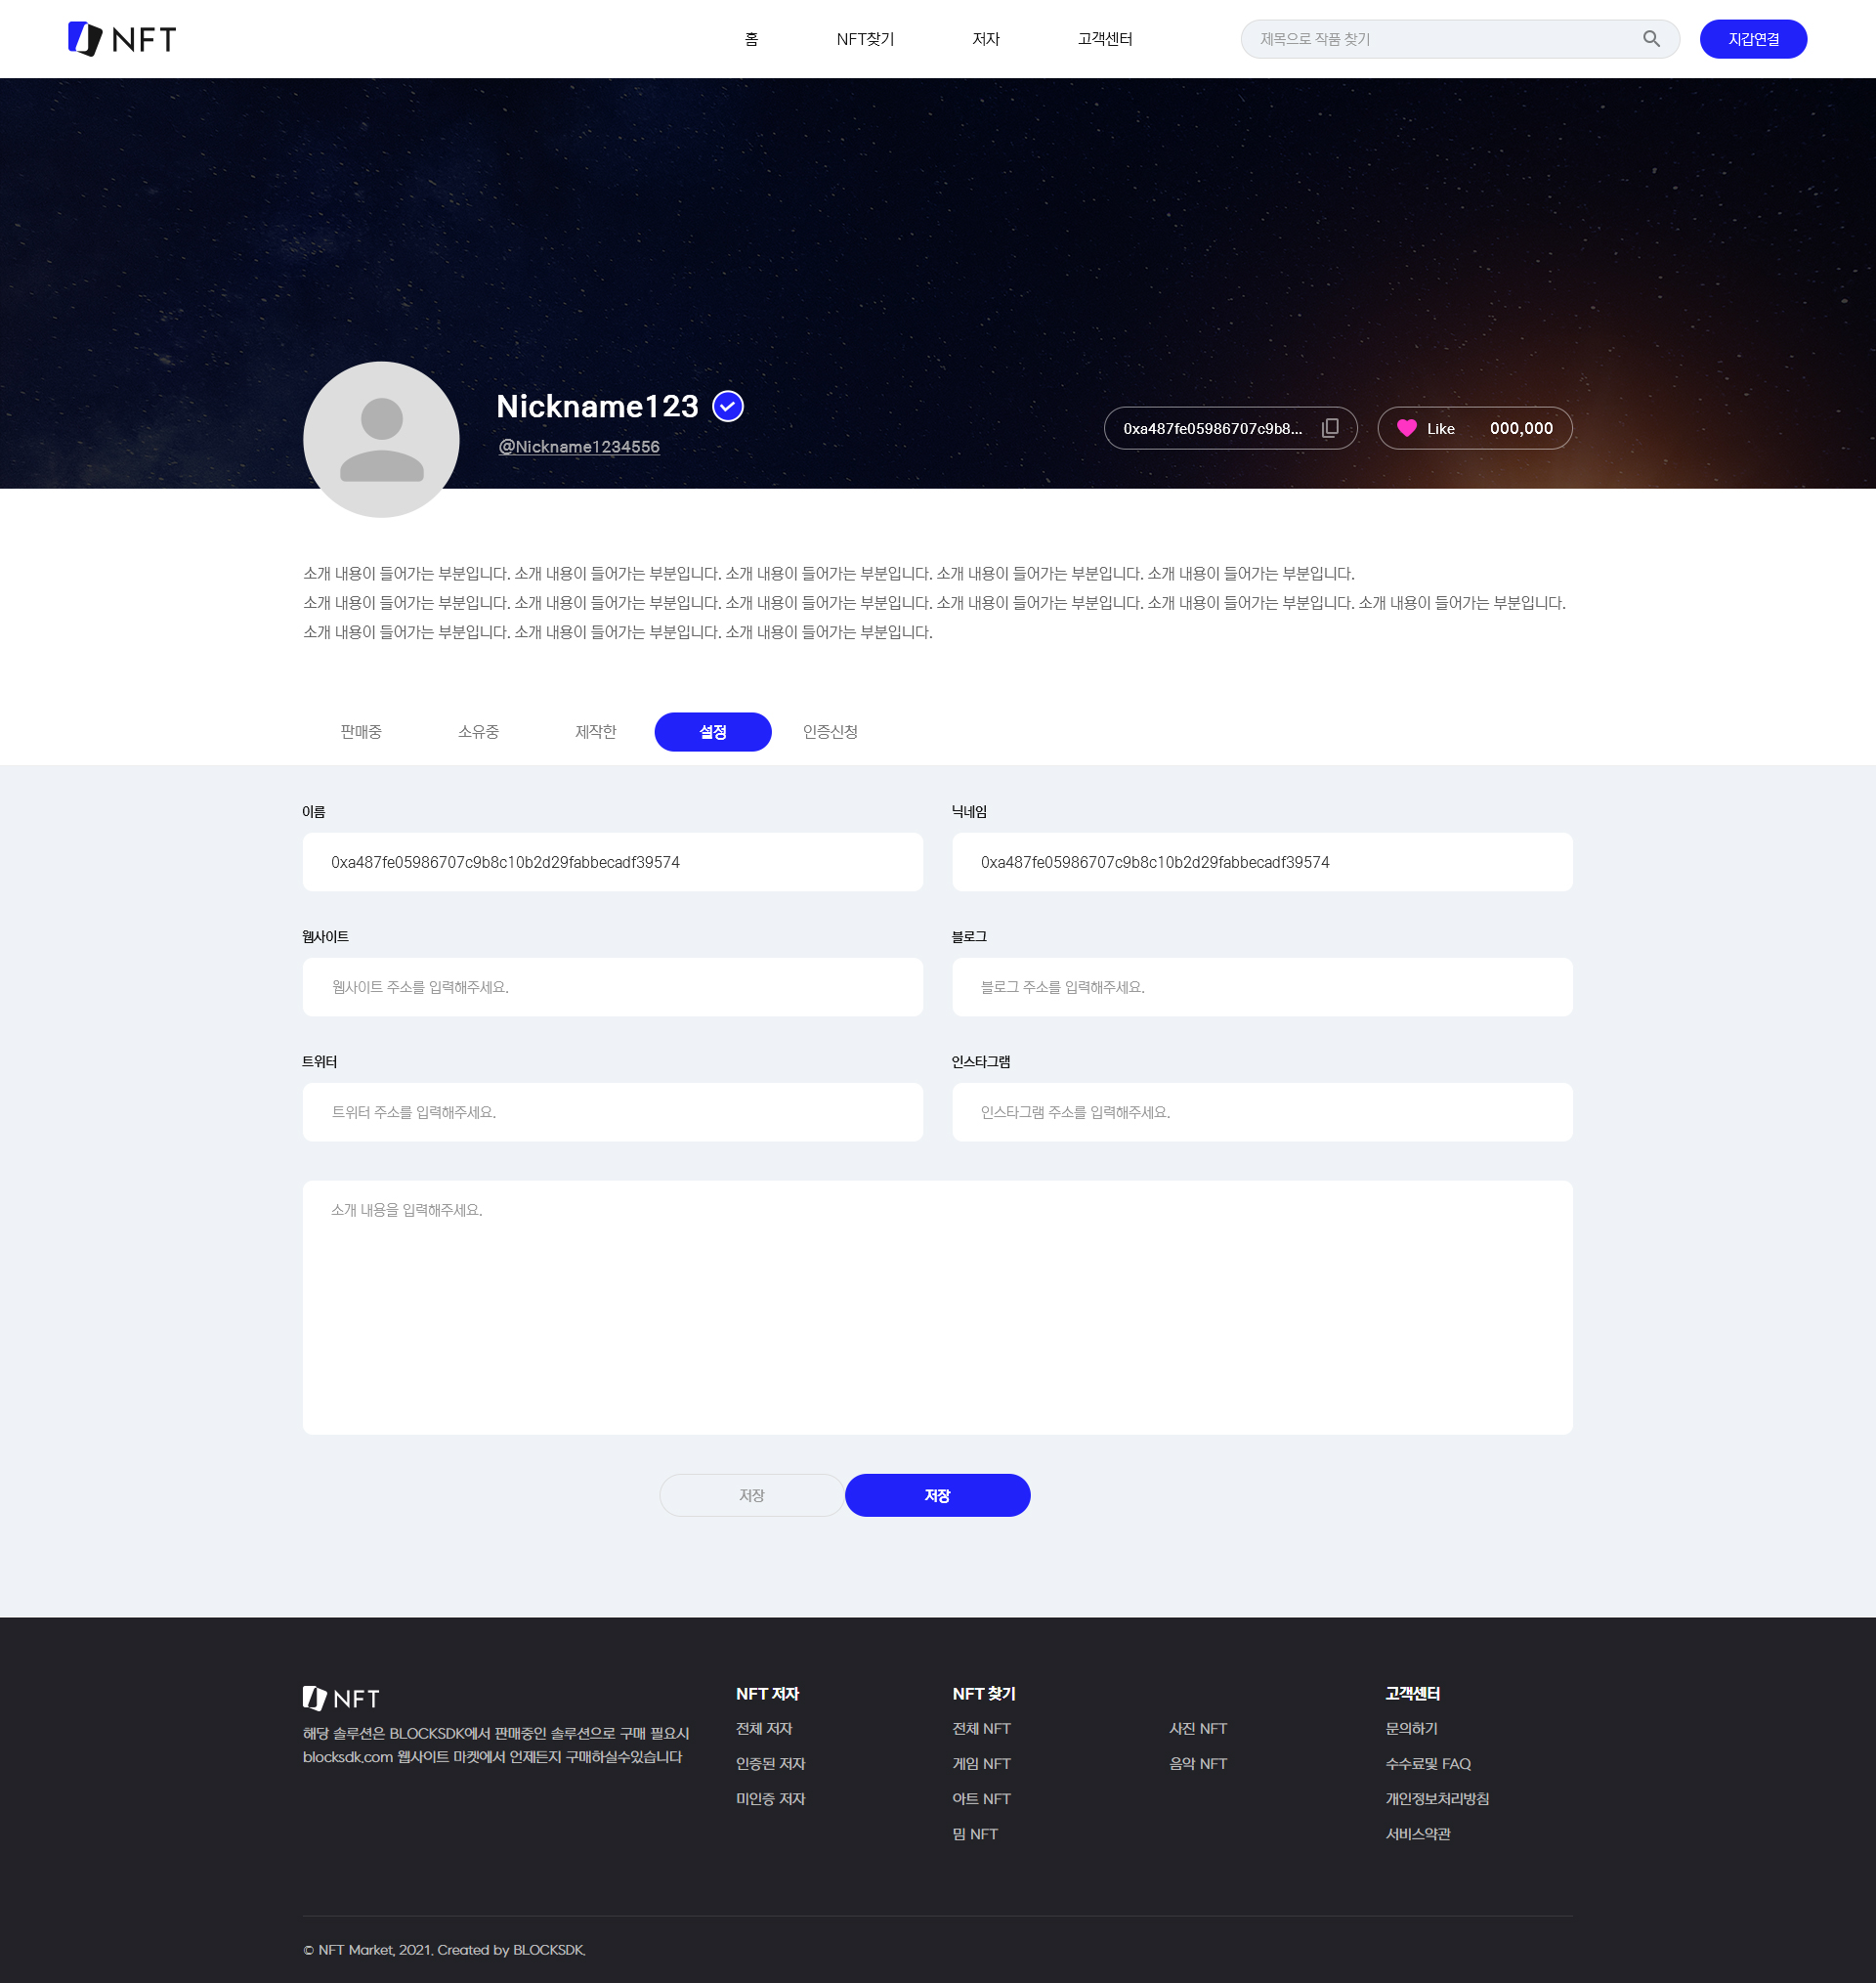 NFT
홈
NFT찾기
저자
고객센터
제목으로 작품 찾기
지갑연결
Nickname123
@Nickname1234556
0xa487fe05986707c9b8...
Like
000,000
소개 내용이 들어가는 부분입니다. 소개 내용이 들어가는 부분입니다. 소개 내용이 들어가는 부분입니다. 소개 내용이 들어가는 부분입니다. 소개 내용이 들어가는 부분입니다.
소개 내용이 들어가는 부분입니다. 소개 내용이 들어가는 부분입니다. 소개 내용이 들어가는 부분입니다. 소개 내용이 들어가는 부분입니다. 소개 내용이 들어가는 부분입니다. 소개 내용이 들어가는 부분입니다.
소개 내용이 들어가는 부분입니다. 소개 내용이 들어가는 부분입니다. 소개 내용이 들어가는 부분입니다.
판매중
소유중
제작한
설정
인증신청
이름
닉네임
0xa487fe05986707c9b8c10b2d29fabbecadf39574
0xa487fe05986707c9b8c10b2d29fabbecadf39574
웹사이트
블로그
웹사이트 주소를 입력해주세요.
블로그 주소를 입력해주세요.
트위터
인스타그램
트위터 주소를 입력해주세요.
인스타그램 주소를 입력해주세요.
소개 내용을 입력해주세요.
저장
저장
NFT
해당 솔루션은 BLOCKSDK에서 판매중인 솔루션으로 구매 필요시
blocksdk.com 웹사이트 마켓에서 언제든지 구매하실수있습니다
NFT 저자
전체 저자
인증된 저자
미인증 저자
NFT 찾기
전체 NFT
게임 NFT
아트 NFT
밈 NFT
사진 NFT
음악 NFT
고객센터
문의하기
수수료및 FAQ
개인정보처리방침
서비스약관
© NFT Market, 2021. Created by BLOCKSDK.